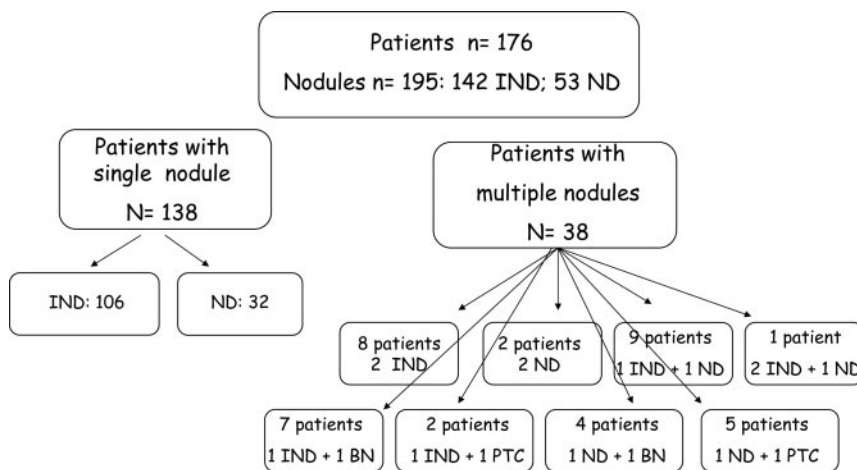 Patients n= 176
Nodules n= 195: 142 IND; 53 ND
Patients with
single nodule
N= 138
Patients with
multiple nodules
N= 38
IND: 106
ND: 32
8 patients
2 IND
2 patients
2 ND
9 patients
1 IND + 1 ND
1 patient
2 IND + 1 ND
7 patients
1 IND + 1 BN
2 patients
1 IND + 1 PTC
4 patients
1 ND + 1 BN
5 patients
1 ND + 1 PTC